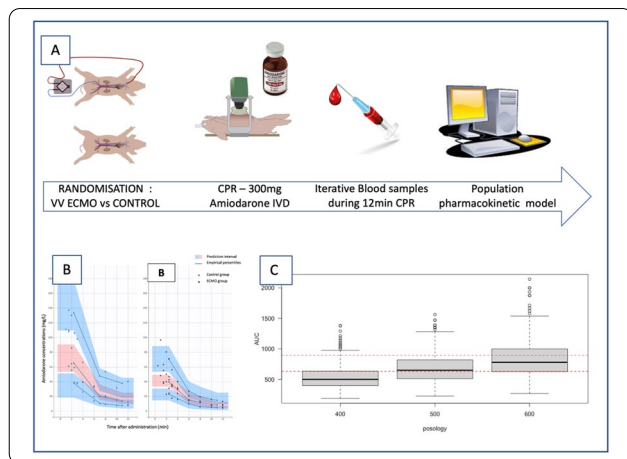 A
RANDOMISATION :
VV ECMO vs CONTROL
CPR – 300mg
Amiodarone IVD
Iterative Blood samples
during 12min CPR
Population
pharmacokinetic model
B
B
Prediction interval
Empirical percentiles
Control group
ECMO group
Amiodarone concentrations (mg/L)
Time after administration (min)
C
AUC
2000
1500
1000
500
400
500
600
posology